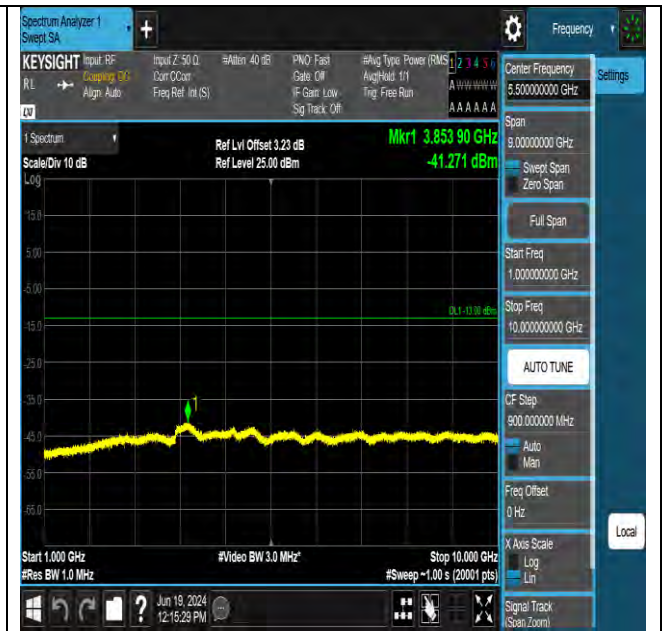 Spectrum Analyzer 1
Swept SA
Frequency
KEYSIGHT
RL
Input: RF
Coupling: DC
Align: Auto
Input Z: 50 Ω
Corr CCorr
Freq Ref: Int (S)
#Atten: 40 dB
PNO: Fast
Gate: Off
IF Gain: Low
Sig Track: Off
#Avg Type: Power (RMS
Avg|Hold: 1/1
Trig: Free Run
1 2 3 4 5 6
A W W W W W
A A A A A A
Settings
Center Frequency
5.500000000 GHz
Span
9.00000000 GHz
Swept Span
Zero Span
Full Span
Start Freq
1.000000000 GHz
Stop Freq
10.000000000 GHz
AUTO TUNE
CF Step
900.000000 MHz
Auto
Man
Freq Offset
0 Hz
X Axis Scale
Log
Lin
Signal Track
(Span Zoom)
Local
1 Spectrum
Scale/Div 10 dB
Ref Lvl Offset 3.23 dB
Ref Level 25.00 dBm
Mkr1 3.853 90 GHz
-41.271 dBm
Log
15.0
5.00
-5.00
DL1 -13.00 dBm
-15.0
-25.0
-35.0
1
-45.0
-55.0
-65.0
Start 1.000 GHz
#Res BW 1.0 MHz
#Video BW 3.0 MHz*
Stop 10.000 GHz
#Sweep ~1.00 s (20001 pts)
?
Jun 19, 2024
12:15:29 PM